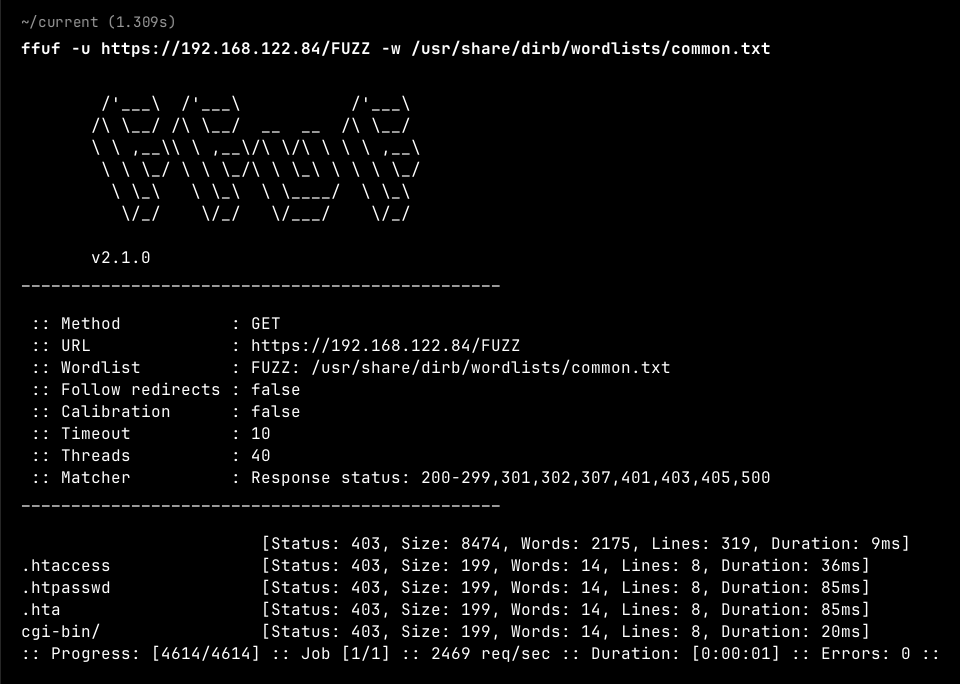 ~/current (1.309s)
ffuf -u https://192.168.122.84/FUZZ -w /usr/share/dirb/wordlists/common.txt
        /'___\  /'___\           /'___\
       /\ \__/ /\ \__/  __  __  /\ \__/
       \ \ ,__\\ \ ,__\/\ \/\ \ \ \ ,__\
        \ \ \_/ \ \ \_/\ \ \_\ \ \ \ \_/
         \ \_\   \ \_\  \ \____/  \ \_\
          \/_/    \/_/   \/___/    \/_/
       v2.1.0
________________________________________________
 :: Method           : GET
 :: URL              : https://192.168.122.84/FUZZ
 :: Wordlist         : FUZZ: /usr/share/dirb/wordlists/common.txt
 :: Follow redirects : false
 :: Calibration      : false
 :: Timeout          : 10
 :: Threads          : 40
 :: Matcher          : Response status: 200-299,301,302,307,401,403,405,500
________________________________________________
                        [Status: 403, Size: 8474, Words: 2175, Lines: 319, Duration: 9ms]
.htaccess               [Status: 403, Size: 199, Words: 14, Lines: 8, Duration: 36ms]
.htpasswd               [Status: 403, Size: 199, Words: 14, Lines: 8, Duration: 85ms]
.hta                    [Status: 403, Size: 199, Words: 14, Lines: 8, Duration: 85ms]
cgi-bin/                [Status: 403, Size: 199, Words: 14, Lines: 8, Duration: 20ms]
:: Progress: [4614/4614] :: Job [1/1] :: 2469 req/sec :: Duration: [0:00:01] :: Errors: 0 ::